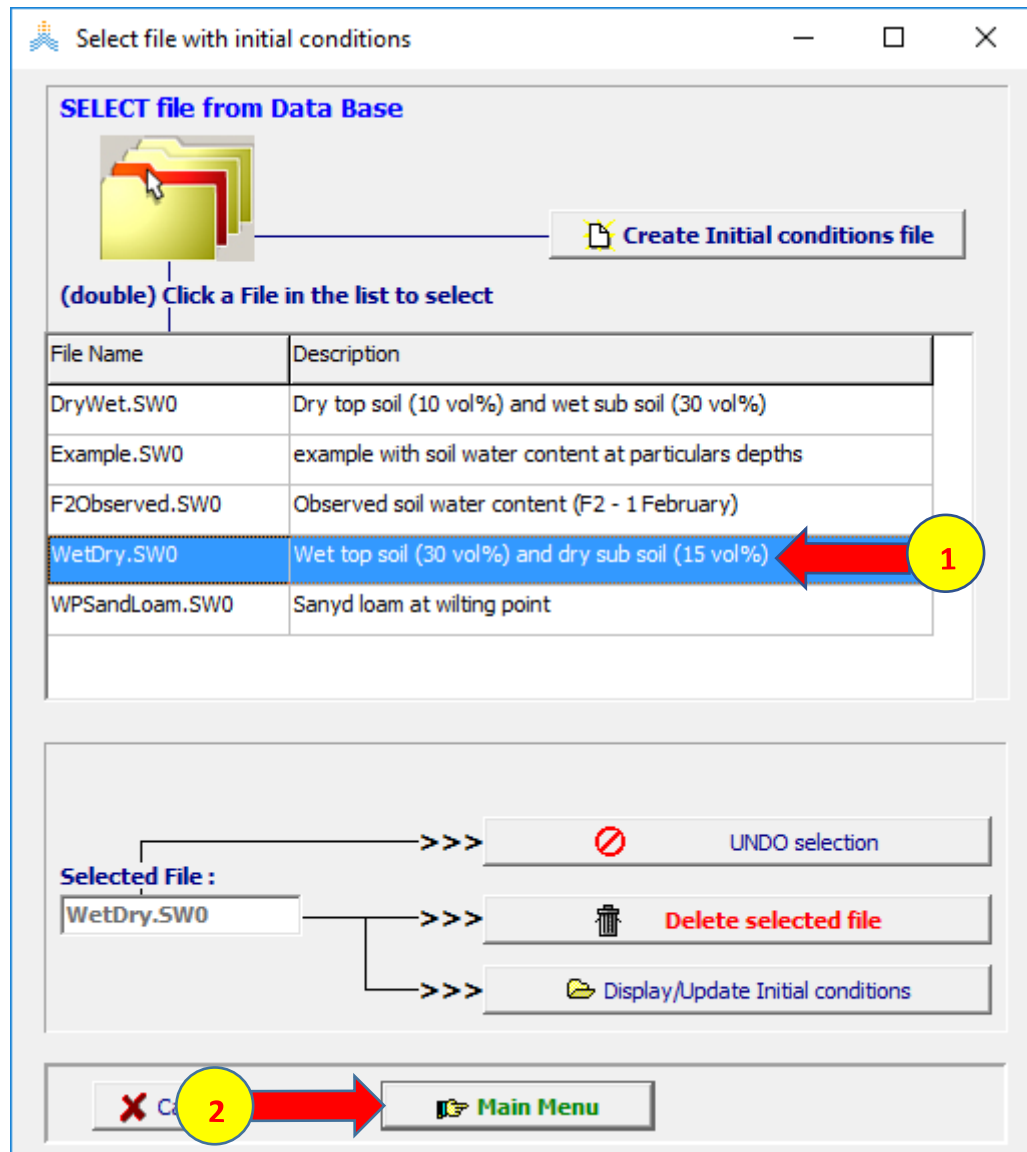 Select file with initial conditions
SELECT file from Data Base
Create Initial conditions file
(double) Click a File in the list to select
File Name Description
DryWet.SW0 Dry top soil (10 vol%) and wet sub soil (30 vol%)
Example.SW0 example with soil water content at particulars depths
F2Observed.SW0 Observed soil water content (F2 - 1 February)
WetDry.SW0 Wet top soil (30 vol%) and dry sub soil (15 vol%) 1
WPSandLoam.SW0 Sanyd loam at wilting point
>>> UNDO selection
Selected File :
WetDry.SW0 >>> Delete selected file
>>> Display/Update Initial conditions
2 Main Menu